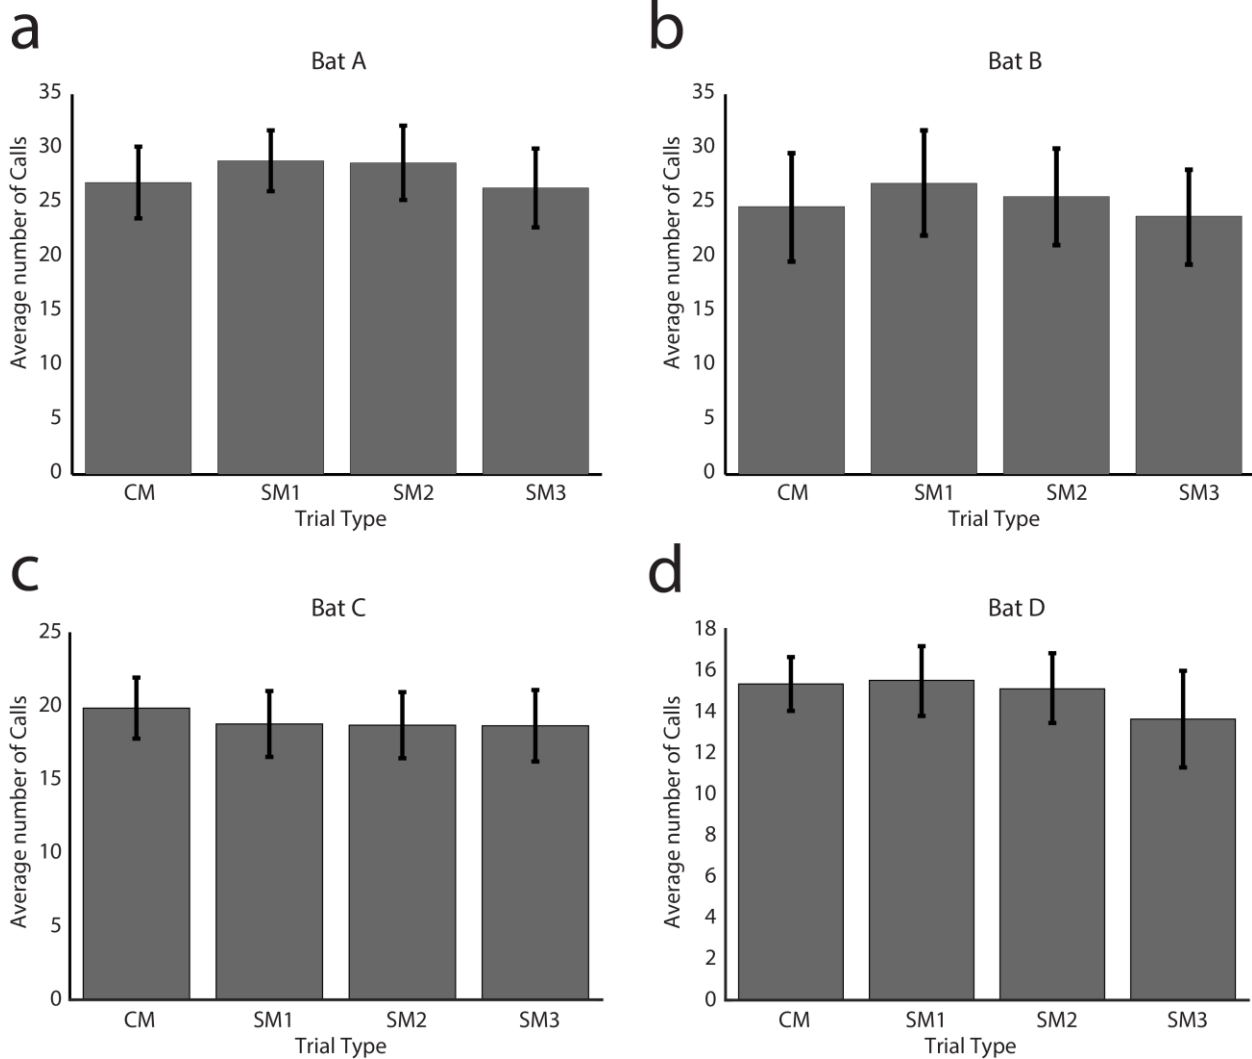 a
Bat A
35
30
25
20
15
10
5
0
Average number of Calls
CM SM1 SM2 SM3
Trial Type
b
Bat B
35
30
25
20
15
10
5
0
Average number of Calls
CM SM1 SM2 SM3
Trial Type
c
Bat C
25
20
15
10
5
0
Average number of Calls
CM SM1 SM2 SM3
Trial Type
d
Bat D
18
16
14
12
10
8
6
4
2
0
Average number of Calls
CM SM1 SM2 SM3
Trial Type